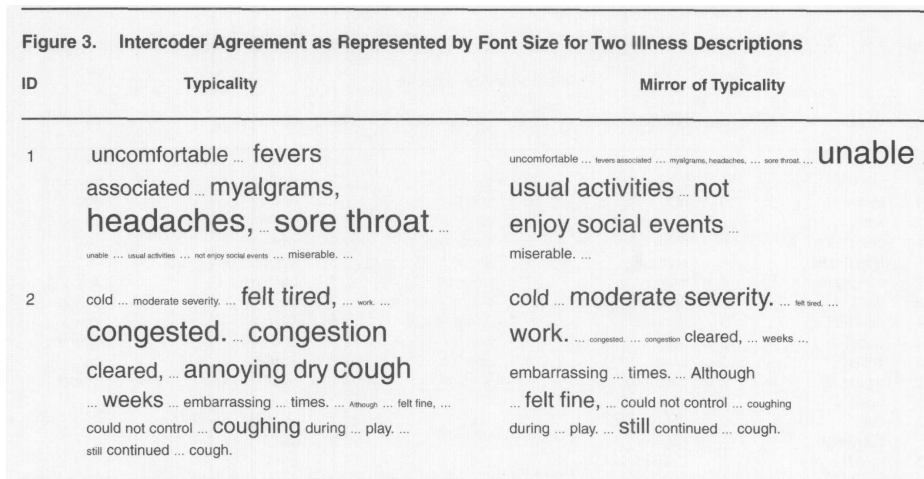 Figure 3. Intercoder Agreement as Represented by Font Size for Two Illness Descriptions
ID Typicality Mirror of Typicality
1 uncomfortable ... fevers
associated ... myalgrams,
headaches, ... sore throat. ...
unable ... usual activities ... not enjoy social events ... miserable. ...
uncomfortable ... fevers associated ... myalgrams, headaches, ... sore throat. ... unable ...
usual activities ... not
enjoy social events ...
miserable. ...
2 cold ... moderate severity. ... felt tired, ... work. ...
congested. ... congestion
cleared, ... annoying dry cough
... weeks ... embarrassing ... times. ... Although ... felt fine, ...
could not control ... coughing during ... play. ...
still continued ... cough.
cold ... moderate severity. ... felt tired, ...
work. ... congested. ... congestion cleared, ... weeks ...
embarrassing ... times. ... Although
... felt fine, ... could not control ... coughing
during ... play. ... still continued ... cough.